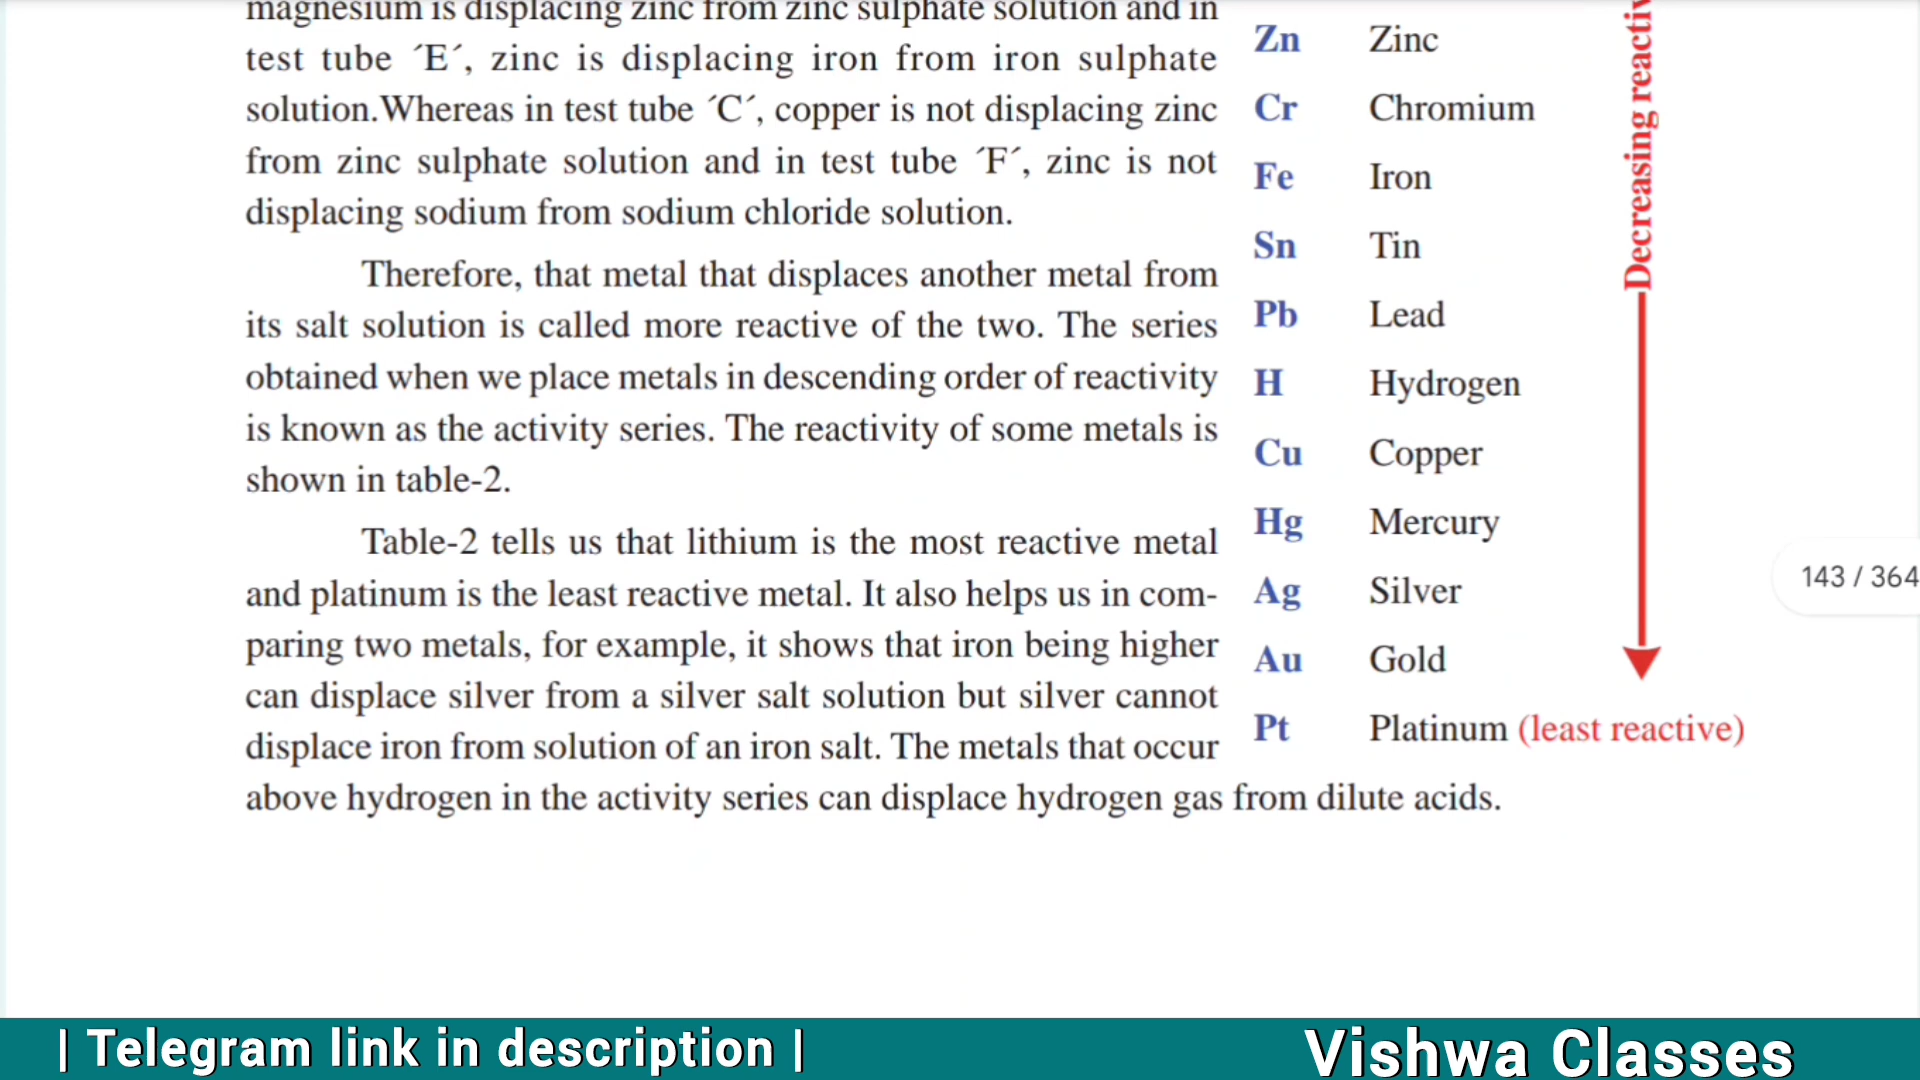 magnesium is displacing zinc from zinc sulphate solution and in
test tube ´E´, zinc is displacing iron from iron sulphate
solution.Whereas in test tube ´C´, copper is not displacing zinc
from zinc sulphate solution and in test tube ´F´, zinc is not
displacing sodium from sodium chloride solution.
Therefore, that metal that displaces another metal from
its salt solution is called more reactive of the two. The series
obtained when we place metals in descending order of reactivity
is known as the activity series. The reactivity of some metals is
shown in table-2.
Table-2 tells us that lithium is the most reactive metal
and platinum is the least reactive metal. It also helps us in com-
paring two metals, for example, it shows that iron being higher
can displace silver from a silver salt solution but silver cannot
displace iron from solution of an iron salt. The metals that occur
above hydrogen in the activity series can displace hydrogen gas from dilute acids.
Zn Zinc
Cr Chromium
Fe Iron
Sn Tin
Pb Lead
H Hydrogen
Cu Copper
Hg Mercury
Ag Silver
Au Gold
Pt Platinum (least reactive)
Decreasing reactiv
143 / 364
| Telegram link in description |
Vishwa Classes